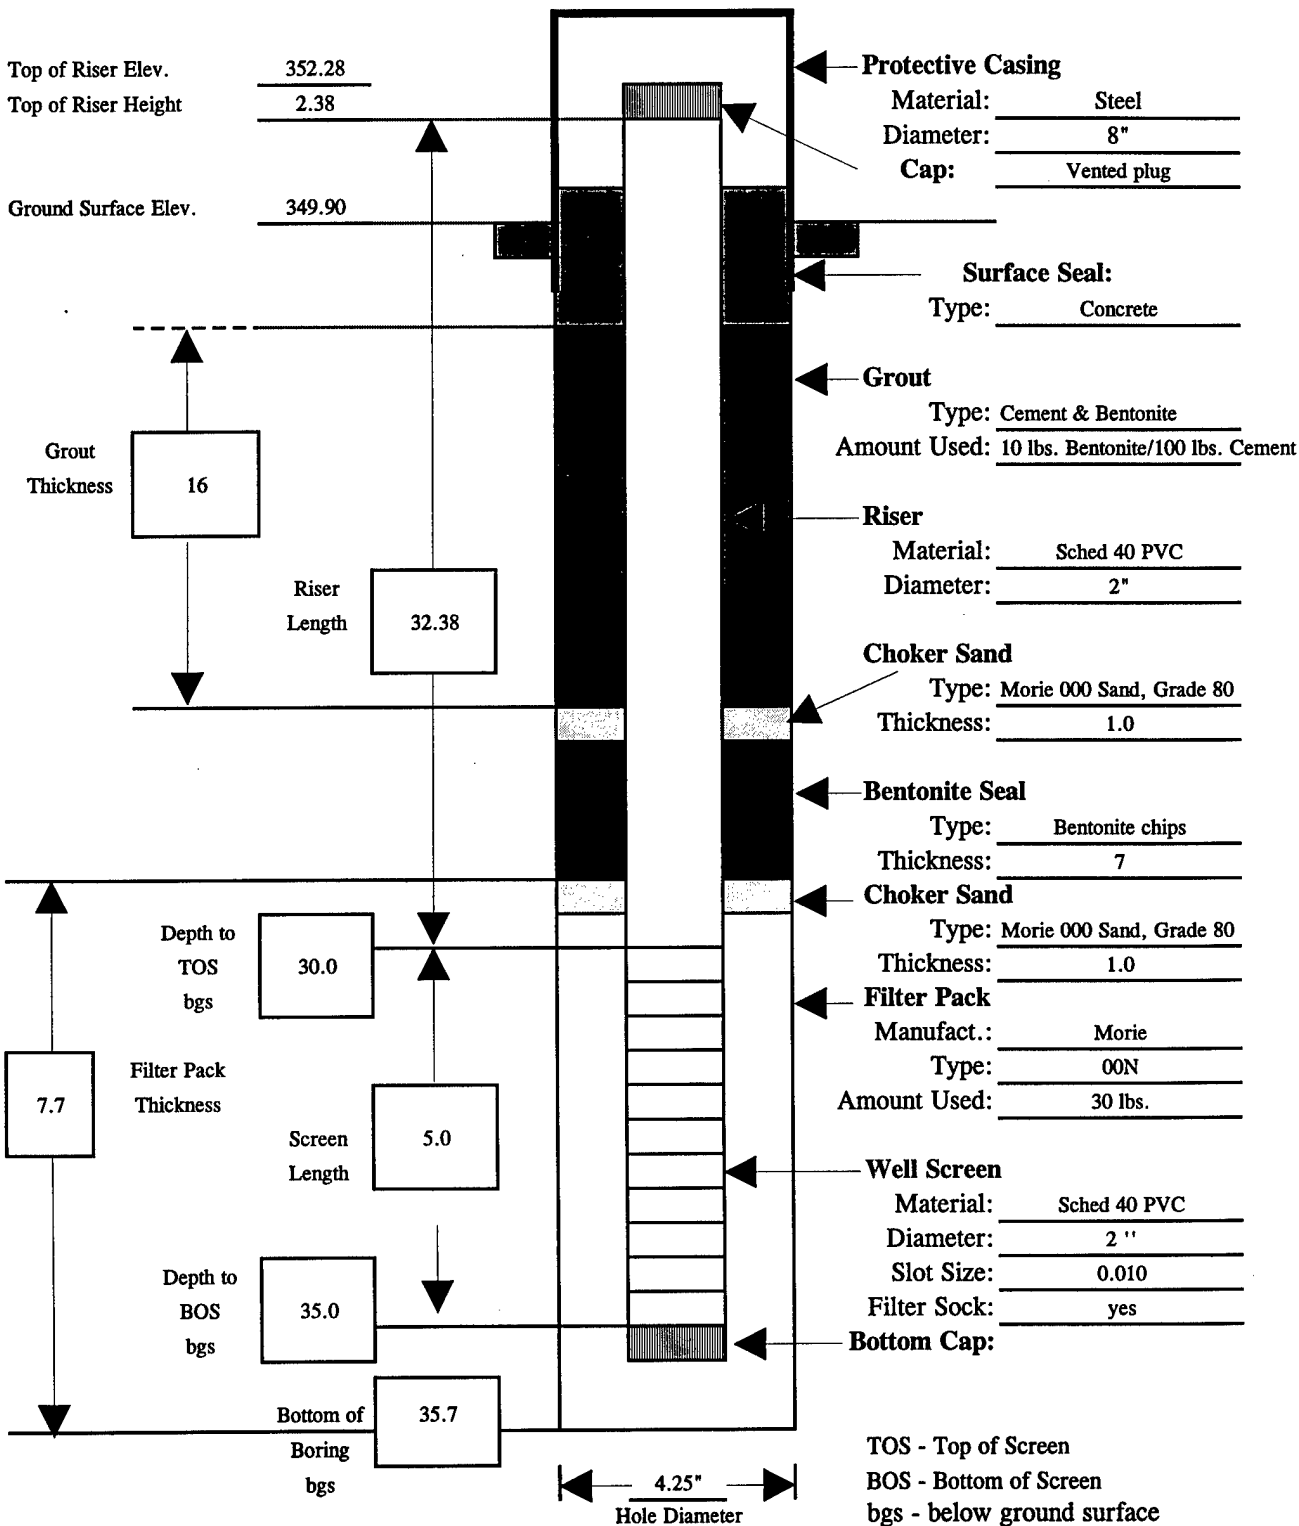 Top of Riser Elev. 352.28
Top of Riser Height 2.38
Ground Surface Elev. 349.90
Protective Casing
Material: Steel
Diameter: 8"
Cap: Vented plug
Surface Seal:
Type: Concrete
Grout
Type: Cement & Bentonite
Amount Used: 10 lbs. Bentonite/100 lbs. Cement
Grout
Thickness
16
Riser
Material: Sched 40 PVC
Diameter: 2"
Riser
Length
32.38
Choker Sand
Type: Morie 000 Sand, Grade 80
Thickness: 1.0
Bentonite Seal
Type: Bentonite chips
Thickness: 7
Choker Sand
Type: Morie 000 Sand, Grade 80
Thickness: 1.0
Depth to
TOS
bgs
30.0
Filter Pack
Manufact.: Morie
Type: 00N
Amount Used: 30 lbs.
7.7
Filter Pack
Thickness
Screen
Length
5.0
Well Screen
Material: Sched 40 PVC
Diameter: 2 ''
Slot Size: 0.010
Filter Sock: yes
Bottom Cap:
Depth to
BOS
bgs
35.0
Bottom of
Boring
bgs
35.7
4.25"
Hole Diameter
TOS - Top of Screen
BOS - Bottom of Screen
bgs - below ground surface